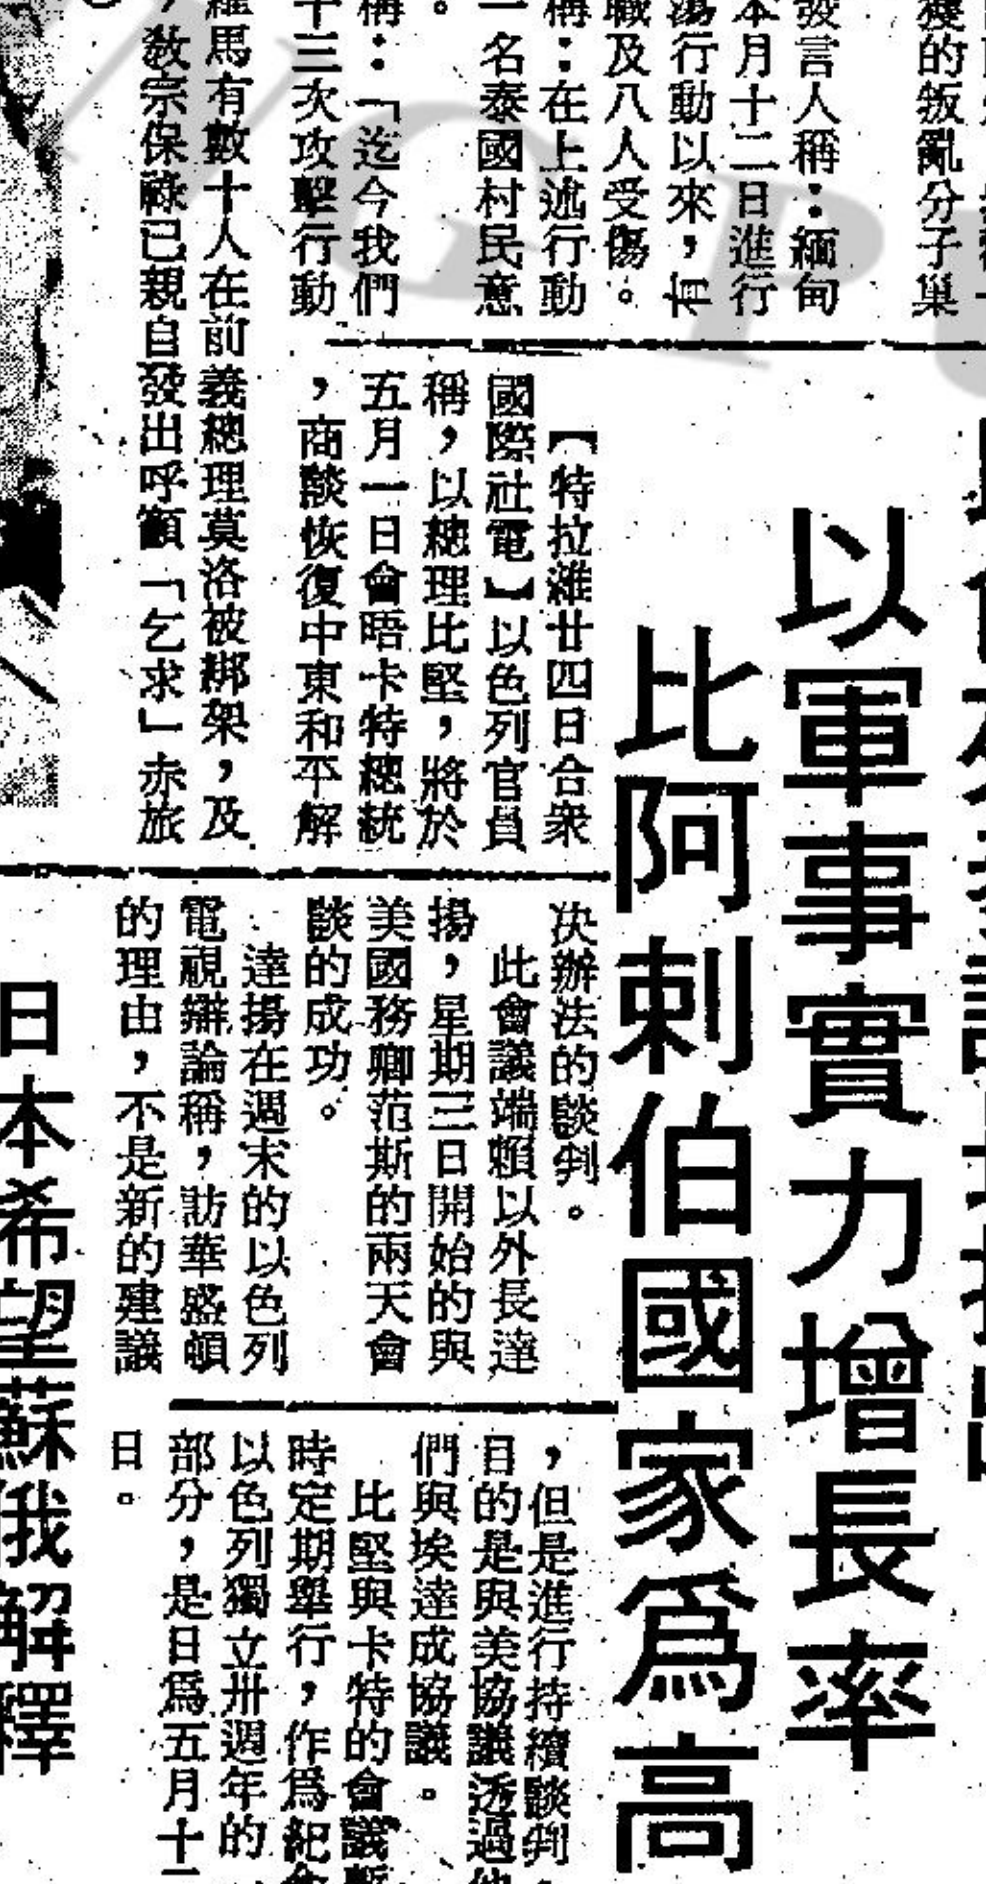 獲的叛亂分子巢
發言人稱：緬甸
本月十二日進行
蕩行動以來，有
職及八人受傷。
稱：在上述行動
一名泰國村民意
。
稱：「迄今我們
十三次攻擊行動
以軍事實力增長率
比阿剌伯國家爲高
【特拉維廿四日合衆
國際社電】以色列官員
稱，以總理比堅，將於
五月一日會晤卡特總統
，商談恢復中東和平解
决辦法的談判。
此會議端賴以外長達
揚，星期三日開始的與
美國務卿范斯的兩天會
談的成功。
達揚在週末的以色列
電視辯論稱，訪華盛頓
的理由，不是新的建議
，但是進行持續談判
目的是與美協議透過他
們與埃達成協議。
比堅與卡特的會議暫
時定期舉行，作爲紀念
以色列獨立卅週年的
部分，是日爲五月十一
日。
羅馬有數十人在前義總理莫洛被綁架，及
，敎宗保祿已親自發出呼籲「乞求」赤旅
日本希望蘇俄解釋